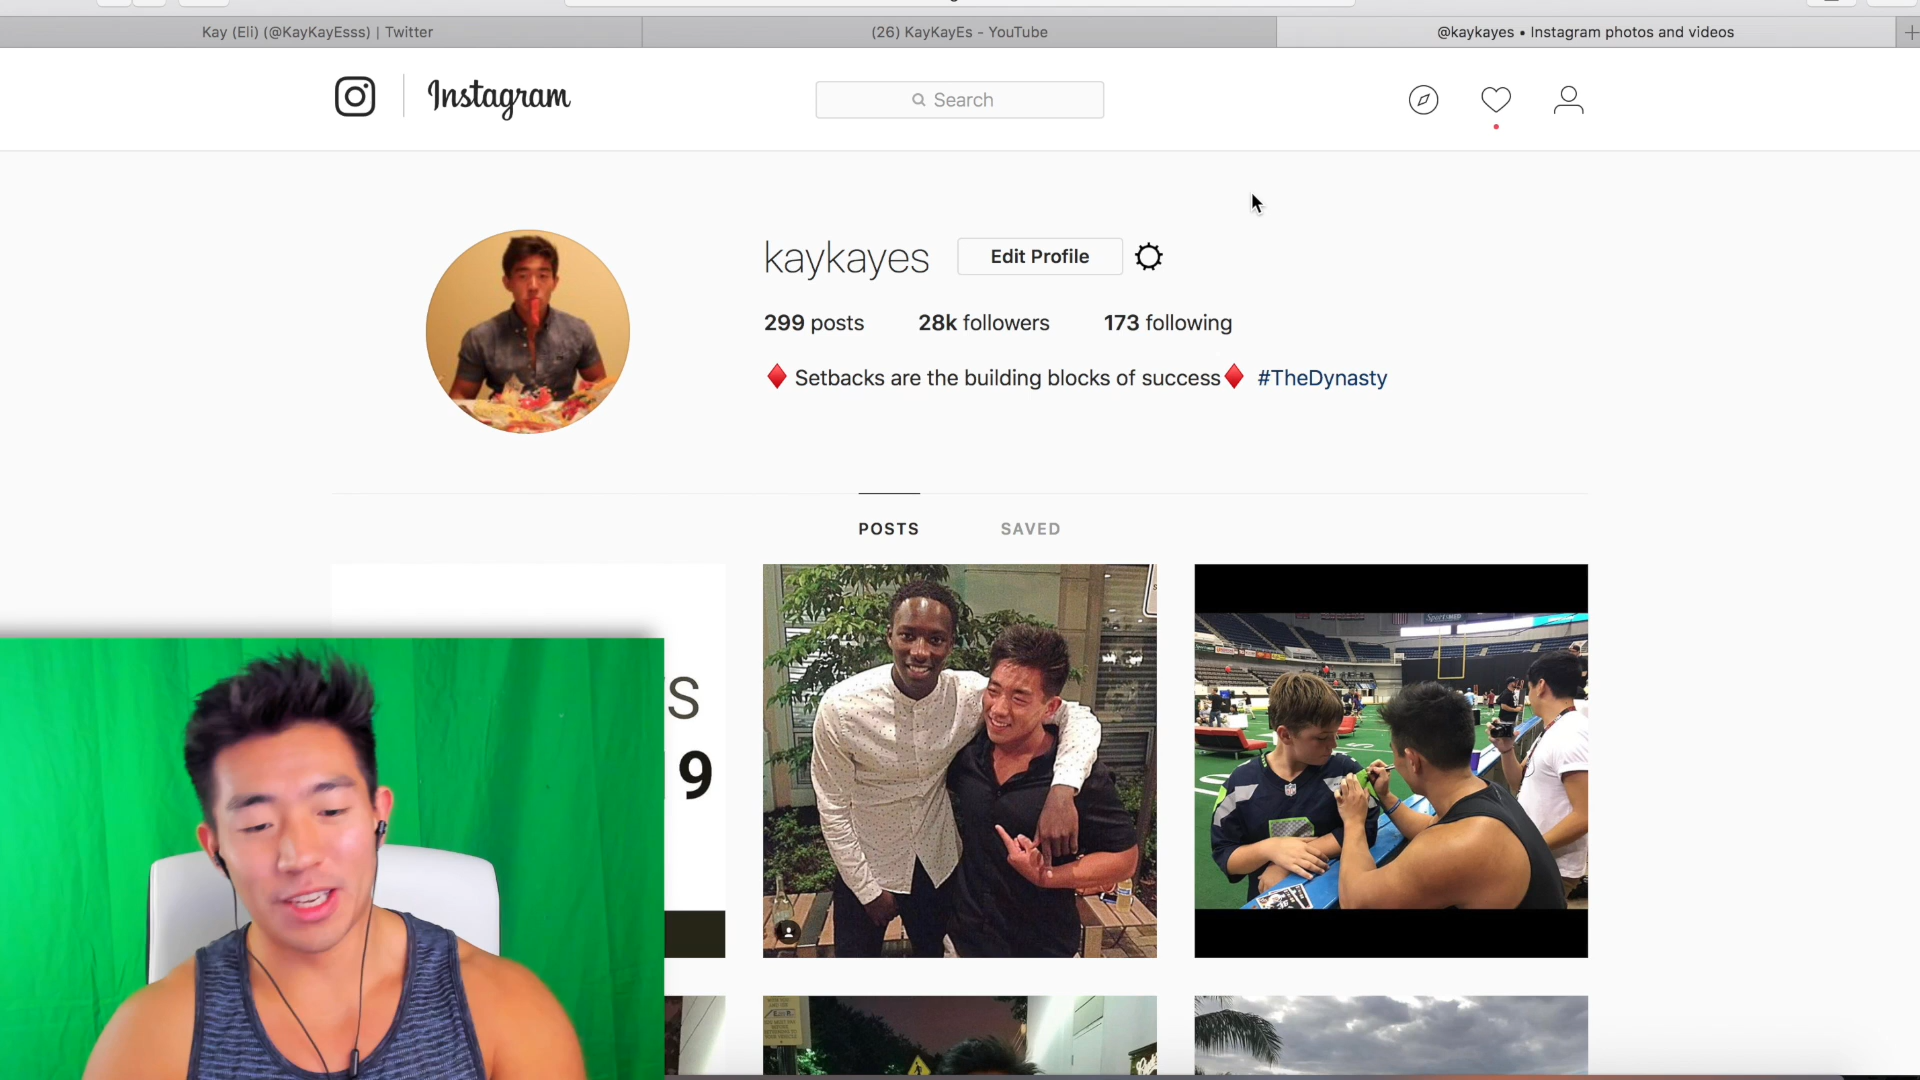 Kay (Eli) (@KayKayEsss) | Twitter
(26) KayKayEs - YouTube
@kaykayes • Instagram photos and videos
Instagram
Search
kaykayes
Edit Profile
299 posts
28k followers
173 following
♦️ Setbacks are the building blocks of success♦️ #TheDynasty
POSTS
SAVED
S
9